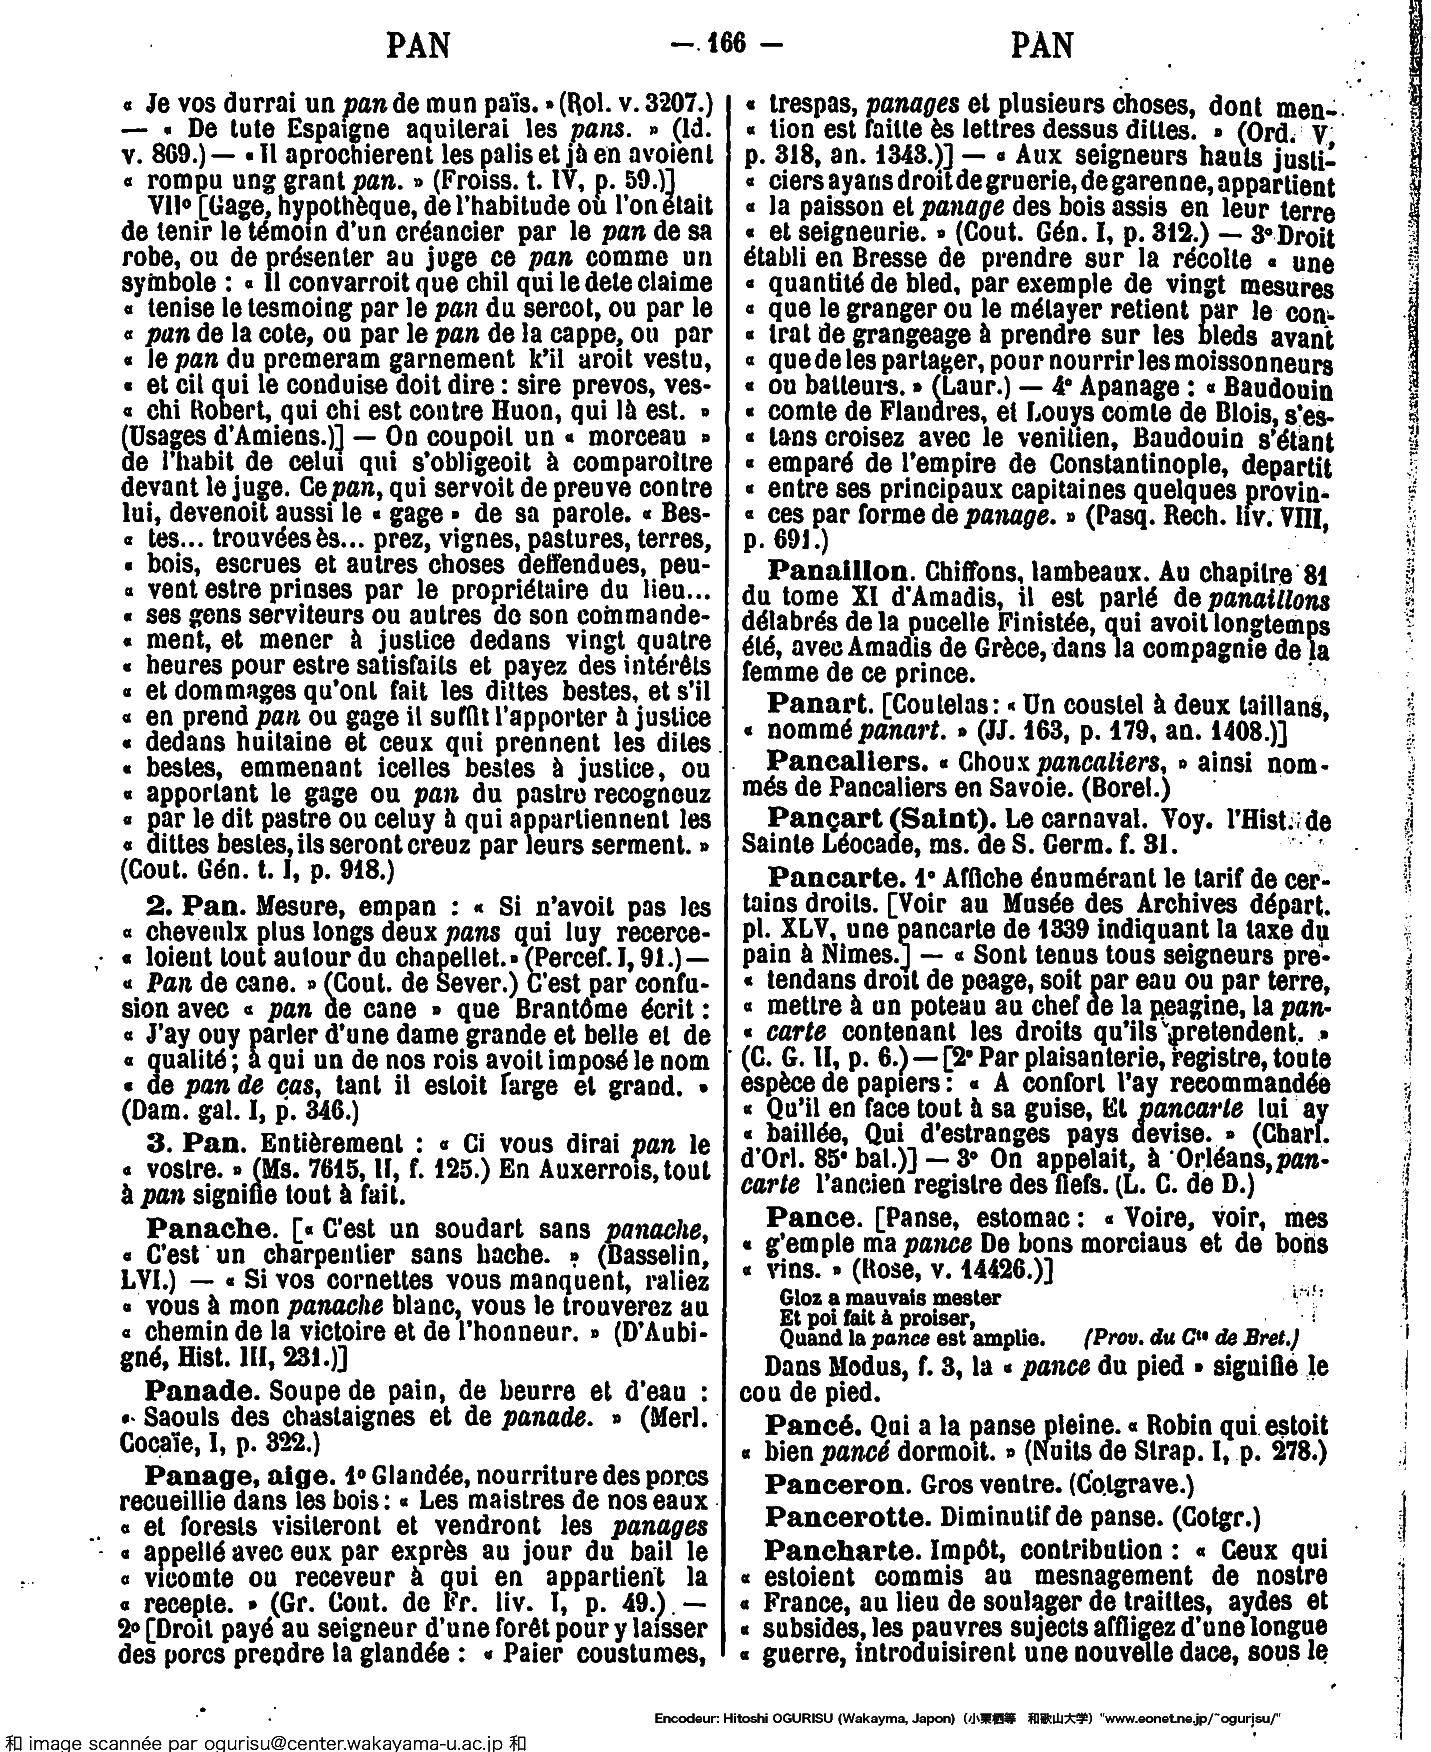 PAN — 166 — PAN
« Je vos durrai un pan de mun païs. » (Rol. v. 3207.)
— « De tute Espaigne aquiterai les pans. » (Id.
v. 869.) — « Il aprochierent les palis et jà en avoient
« rompu ung grant pan. » (Froiss. t. IV, p. 59.)]
VII° [Gage, hypothèque, de l'habitude où l'on était
de tenir le témoin d'un créancier par le pan de sa
robe, ou de présenter au juge ce pan comme un
symbole : « Il convarroit que chil qui le dete claime
« tenise le tesmoing par le pan du sercot, ou par le
« pan de la cote, ou par le pan de la cappe, ou par
« le pan du premeram garnement k'il aroit vestu,
« et cil qui le conduise doit dire : sire prevos, ves-
« chi Robert, qui chi est contre Huon, qui là est. »
(Usages d'Amiens.)] — On coupoit un « morceau »
de l'habit de celui qui s'obligeoit à comparoître
devant le juge. Ce pan, qui servoit de preuve contre
lui, devenoit aussi le « gage » de sa parole. « Bes-
« tes... trouvées ès... prez, vignes, pastures, terres,
« bois, escrues et autres choses deffendues, peu-
« vent estre prinses par le propriétaire du lieu...
« ses gens serviteurs ou autres de son commande-
« ment, et mener à justice dedans vingt quatre
« heures pour estre satisfaits et payez des intérêts
« et dommages qu'ont fait les dittes bestes, et s'il
« en prend pan ou gage il suffit l'apporter à justice
« dedans huitaine et ceux qui prennent les dites
« bestes, emmenant icelles bestes à justice, ou
« apportant le gage ou pan du pastre recogneuz
« par le dit pastre ou celuy à qui appartiennent les
« dittes bestes, ils seront creuz par leurs serment. »
(Cout. Gén. t. I, p. 918.)
2. Pan. Mesure, empan : « Si n'avoit pas les
« cheveulx plus longs deux pans qui luy recerce-
« loient tout autour du chapellet. » (Percef. I, 91.) —
« Pan de cane. » (Cout. de Sever.) C'est par confu-
sion avec « pan de cane » que Brantôme écrit :
« J'ay ouy parler d'une dame grande et belle et de
« qualité ; à qui un de nos rois avoit imposé le nom
« de pan de cas, tant il estoit large et grand. »
(Dam. gal. I, p. 346.)
3. Pan. Entièrement : « Ci vous dirai pan le
« vostre. » (Ms. 7615, II, f. 125.) En Auxerrois, tout
à pan signifie tout à fait.
Panache. [« C'est un soudart sans panache,
« C'est un charpentier sans hache. » (Basselin,
LVI.) — « Si vos cornettes vous manquent, raliez
« vous à mon panache blanc, vous le trouverez au
« chemin de la victoire et de l'honneur. » (D'Aubi-
gné, Hist. III, 231.)]
Panade. Soupe de pain, de beurre et d'eau :
« Saouls des chastaignes et de panade. » (Merl.
Cocaïe, I, p. 322.)
Panage, aige. 1° Glandée, nourriture des porcs
recueillie dans les bois : « Les maistres de nos eaux
« et forests visiteront et vendront les panages
« appellé avec eux par exprès au jour du bail le
« vicomte ou receveur à qui en appartient la
« recepte. » (Gr. Cout. de Fr. liv. I, p. 49.) —
2° [Droit payé au seigneur d'une forêt pour y laisser
des porcs prendre la glandée : « Paier coustumes,
« trespas, panages et plusieurs choses, dont men-
« tion est faitte ès lettres dessus dittes. » (Ord. V,
p. 318, an. 1343.)] — « Aux seigneurs hauts justi-
« ciers ayans droit de gruerie, de garenne, appartient
« la paisson et panage des bois assis en leur terre
« et seigneurie. » (Cout. Gén. I, p. 312.) — 3° Droit
établi en Bresse de prendre sur la récolte « une
« quantité de bled, par exemple de vingt mesures
« que le granger ou le mélayer retient par le con-
« trat de grangeage à prendre sur les bleds avant
« que de les partager, pour nourrir les moissonneurs
« ou batteurs. » (Laur.) — 4° Apanage : « Baudouin
« comte de Flandres, et Louys comte de Blois, s'es-
« tans croisez avec le venitien, Baudouin s'étant
« emparé de l'empire de Constantinople, departit
« entre ses principaux capitaines quelques provin-
« ces par forme de panage. » (Pasq. Rech. liv. VIII,
p. 691.)
Panaillon. Chiffons, lambeaux. Au chapitre 81
du tome XI d'Amadis, il est parlé de panaillons
délabrés de la pucelle Finistée, qui avoit longtemps
été, avec Amadis de Grèce, dans la compagnie de la
femme de ce prince.
Panart. [Coutelas : « Un coustel à deux taillans,
« nommé panart. » (JJ. 163, p. 179, an. 1408.)]
Pancaliers. « Choux pancaliers, » ainsi nom-
més de Pancaliers en Savoie. (Borel.)
Pançart (Saint). Le carnaval. Voy. l'Hist. de
Sainte Léocade, ms. de S. Germ. f. 31.
Pancarte. 1° Affiche énumérant le tarif de cer-
tains droits. [Voir au Musée des Archives départ.
pl. XLV, une pancarte de 1339 indiquant la taxe du
pain à Nimes.] — « Sont tenus tous seigneurs pre-
« tendans droit de peage, soit par eau ou par terre,
« mettre à un poteau au chef de la peagine, la pan-
« carte contenant les droits qu'ils pretendent. »
(C. G. II, p. 6.) — [2° Par plaisanterie, registre, toute
espèce de papiers : « A confort l'ay recommandée
« Qu'il en face tout à sa guise, Et pancarte lui ay
« baillée, Qui d'estranges pays devise. » (Charl.
d'Orl. 85e bal.)] — 3° On appelait, à Orléans, pan-
carte l'ancien registre des fiefs. (L. C. de D.)
Pance. [Panse, estomac : « Voire, voir, mes
« g'emple ma pance De bons morciaus et de bons
« vins. » (Rose, v. 14426.)]
Gloz a mauvais mester
Et poi fait à proiser,
Quand la pance est amplie. (Prov. du Cte de Bret.)
Dans Modus, f. 3, la « pance du pied » signifie le
cou de pied.
Pancé. Qui a la panse pleine. « Robin qui estoit
« bien pancé dormoit. » (Nuits de Strap. I, p. 278.)
Panceron. Gros ventre. (Cotgrave.)
Pancerotte. Diminutif de panse. (Cotgr.)
Pancharte. Impôt, contribution : « Ceux qui
« estoient commis au mesnagement de nostre
« France, au lieu de soulager de traittes, aydes et
« subsides, les pauvres sujects affligez d'une longue
« guerre, introduisirent une nouvelle dace, sous le
Encodeur: Hitoshi OGURISU (Wakayma, Japon) (小栗栖等 和歌山大学) "www.eonet.ne.jp/~ogurisu/"
和 image scannée par ogurisu@center.wakayama-u.ac.jp 和